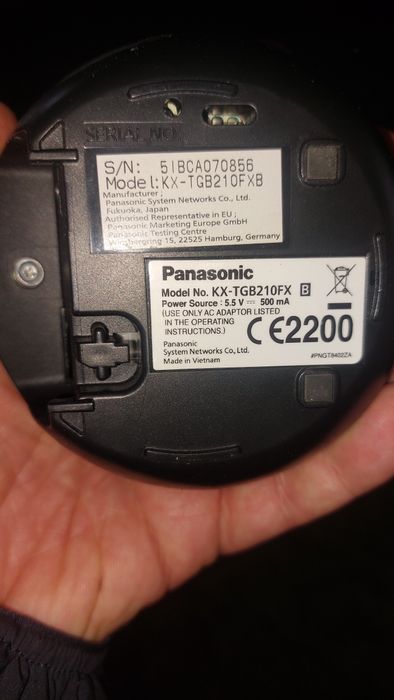 SERIAL NO.
S/N: 5IBCA070856
Model: KX-TGB210FXB
Manufacturer ;
Panasonic System Networks Co., Ltd.
Fukuoka, Japan
Authorised Representative in EU ;
Panasonic Marketing Europe GmbH
Panasonic Testing Centre
Winsbergring 15, 22525 Hamburg, Germany
Panasonic
Model No. KX-TGB210FX B
Power Source : 5.5 V ⎓ 500 mA
(USE ONLY AC ADAPTOR LISTED
IN THE OPERATING
INSTRUCTIONS.)
CE2200
Panasonic
System Networks Co., Ltd.
Made in Vietnam
#PNGT8402ZA